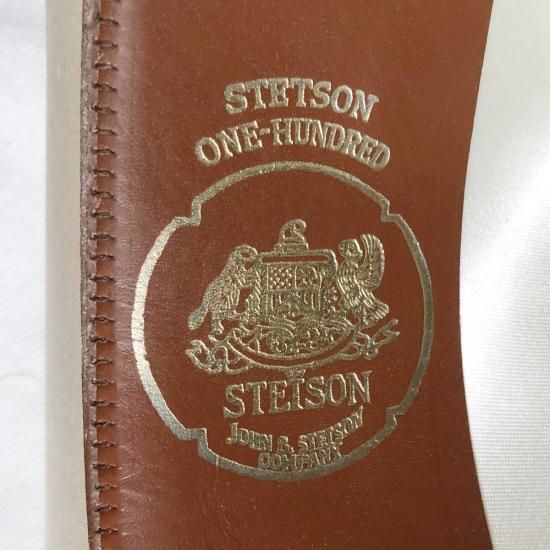 STETSON
ONE-HUNDRED
STETSON
JOHN B. STETSON
COMPANY